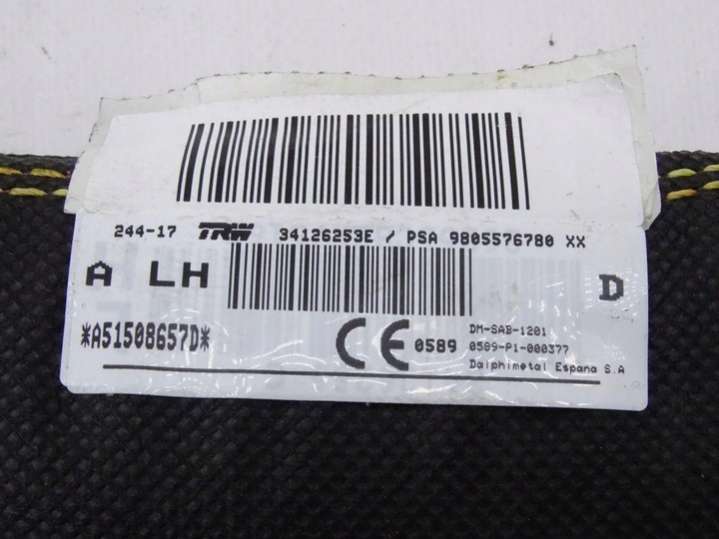 244-17 TRW 34126253E / PSA 9805576780 XX
A LH D
*A51508657D* CE 0589 DM-SAB-1201
0589-P1-000377
Dalphimetal Espana S.A